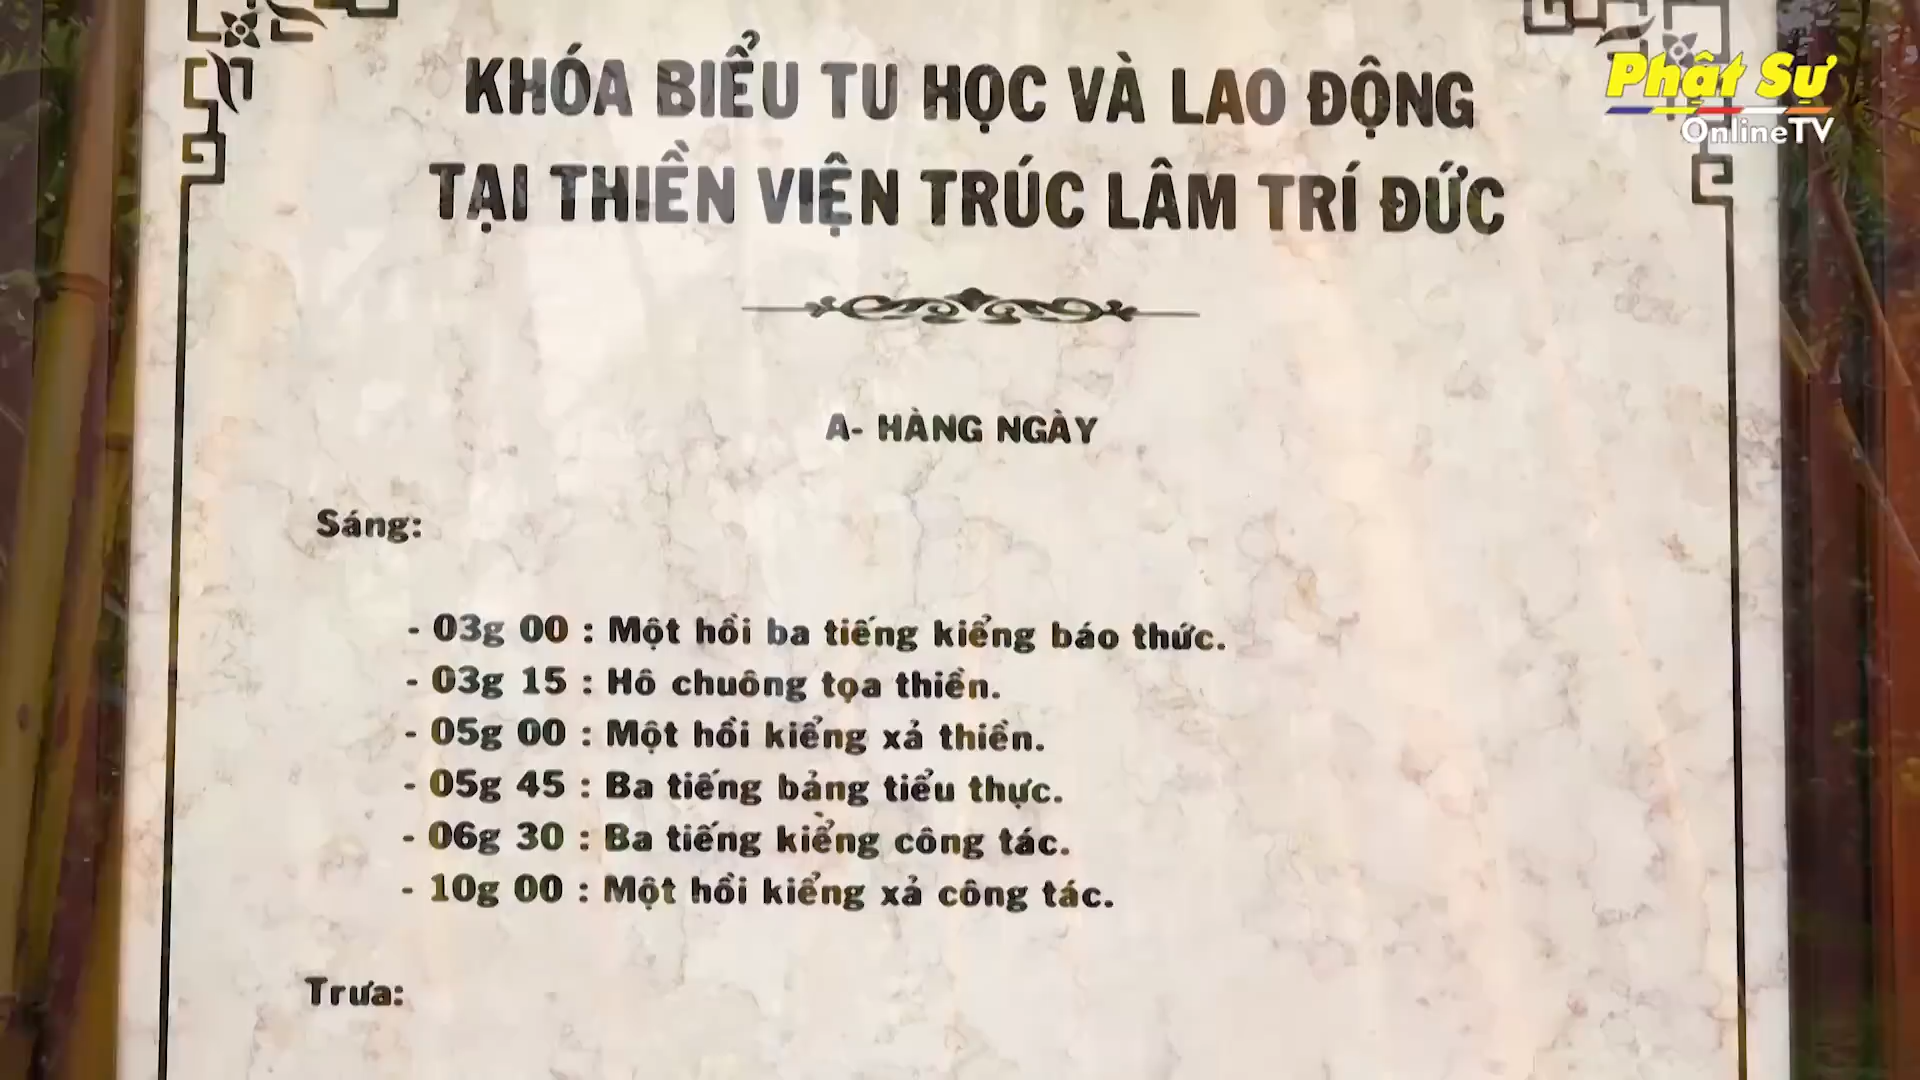 KHÓA BIỂU TU HỌC VÀ LAO ĐỘNG
TẠI THIỀN VIỆN TRÚC LÂM TRÍ ĐỨC
Phật Sự
OnlineTV
A- HÀNG NGÀY
Sáng:
- 03g 00 : Một hồi ba tiếng kiểng báo thức.
- 03g 15 : Hô chuông tọa thiền.
- 05g 00 : Một hồi kiểng xả thiền.
- 05g 45 : Ba tiếng bảng tiểu thực.
- 06g 30 : Ba tiếng kiểng công tác.
- 10g 00 : Một hồi kiểng xả công tác.
Trưa: